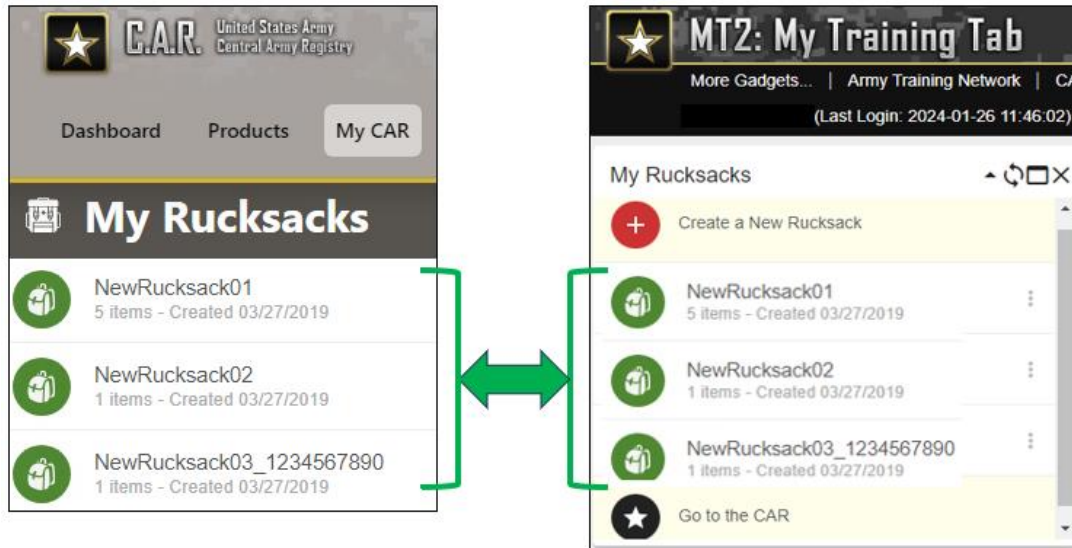 C.A.R. United States Army
Central Army Registry
Dashboard Products My CAR
My Rucksacks
NewRucksack01
5 items - Created 03/27/2019
NewRucksack02
1 items - Created 03/27/2019
NewRucksack03_1234567890
1 items - Created 03/27/2019
MT2: My Training Tab
More Gadgets... | Army Training Network | CA
(Last Login: 2024-01-26 11:46:02)
My Rucksacks
Create a New Rucksack
NewRucksack01
5 items - Created 03/27/2019
NewRucksack02
1 items - Created 03/27/2019
NewRucksack03_1234567890
1 items - Created 03/27/2019
Go to the CAR